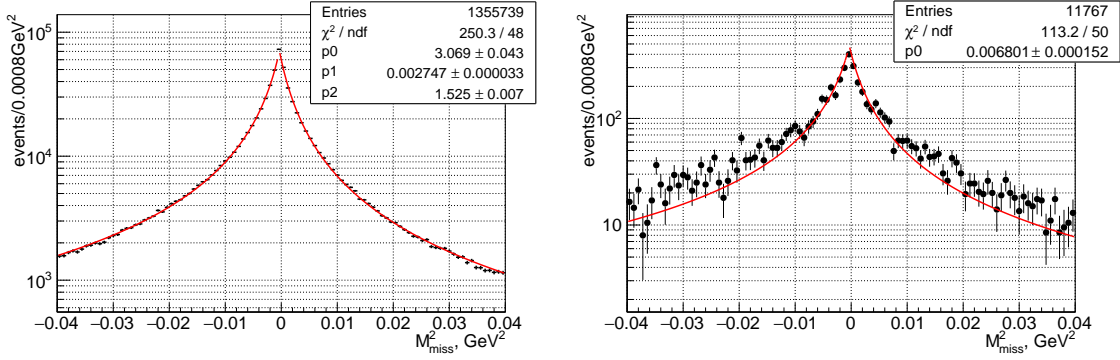 Entries 1355739
χ² / ndf 250.3 / 48
p0 3.069 ± 0.043
p1 0.002747 ± 0.000033
p2 1.525 ± 0.007
events/0.0008GeV²
10⁵
10⁴
10³
−0.04 −0.03 −0.02 −0.01 0 0.01 0.02 0.03 0.04
M²miss, GeV²
Entries 11767
χ² / ndf 113.2 / 50
p0 0.006801 ± 0.000152
events/0.0008GeV²
10²
10
−0.04 −0.03 −0.02 −0.01 0 0.01 0.02 0.03 0.04
M²miss, GeV²